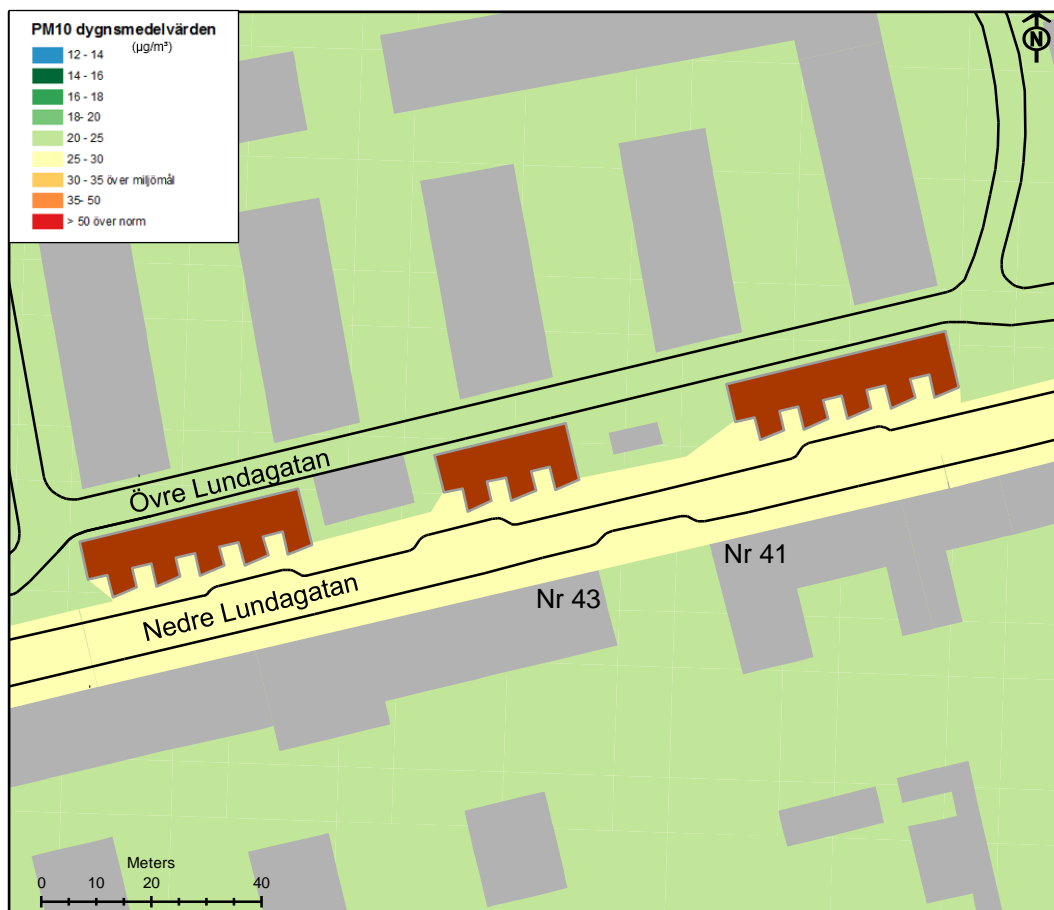 PM10 dygnsmedelvärden
(µg/m³)
12 - 14
14 - 16
16 - 18
18- 20
20 - 25
25 - 30
30 - 35 över miljömål
35- 50
> 50 över norm
N
Övre Lundagatan
Nedre Lundagatan
Nr 41
Nr 43
Meters
0 10 20 40